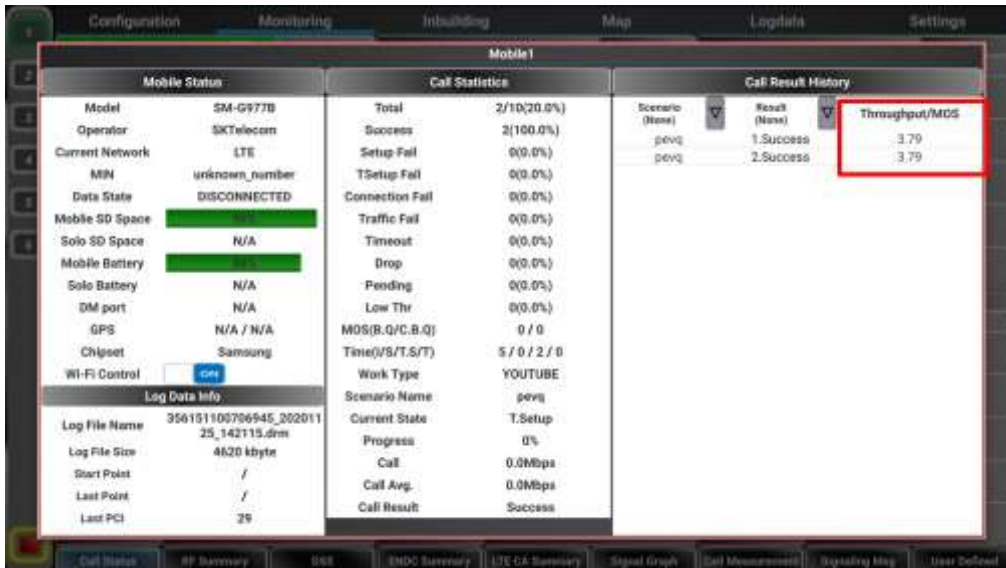 Configuration Monitoring Inbuilding Map Logdata Settings
Mobile1
Mobile Status
Model SM-G977B
Operator SKTelecom
Current Network LTE
MIN unknown_number
Data State DISCONNECTED
Mobile SD Space
Solo SD Space N/A
Mobile Battery
Solo Battery N/A
DM port N/A
GPS N/A / N/A
Chipset Samsung
Wi-Fi Control ON
Log Data Info
Log File Name 356151100706945_202011
25_142115.drm
Log File Size 4620 kbyte
Start Point /
Last Point /
Last PCI 29
Call Statistics
Total 2/10(20.0%)
Success 2(100.0%)
Setup Fail 0(0.0%)
TSetup Fail 0(0.0%)
Connection Fail 0(0.0%)
Traffic Fail 0(0.0%)
Timeout 0(0.0%)
Drop 0(0.0%)
Pending 0(0.0%)
Low Thr 0(0.0%)
MOS(B.Q/C.B.Q) 0 / 0
Time(I/S/T.S/T) 5 / 0 / 2 / 0
Work Type YOUTUBE
Scenario Name pevq
Current State T.Setup
Progress 0%
Call 0.0Mbps
Call Avg. 0.0Mbps
Call Result Success
Call Result History
Scenario Result Throughput/MOS
(None) (None)
pevq 1.Success 3.79
pevq 2.Success 3.79
Call Status RF Summary ENDC Summary LTE CA Summary Signal Graph Call Measurement Signaling Msg User Defined